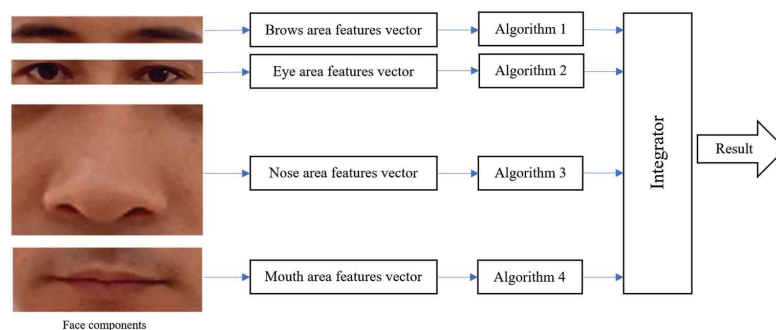 Brows area features vector
Algorithm 1
Eye area features vector
Algorithm 2
Nose area features vector
Algorithm 3
Mouth area features vector
Algorithm 4
Integrator
Result
Face components